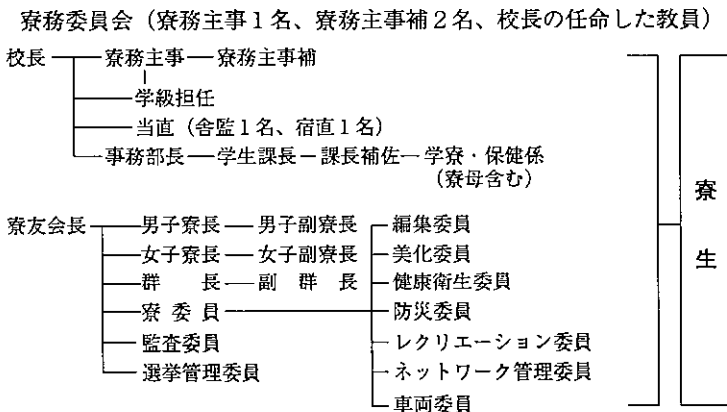 寮務委員会（寮務主事１名、寮務主事補２名、校長の任命した教員）
校長 寮務主事 寮務主事補
学級担任
当直（舎監１名、宿直１名）
事務部長 学生課長 課長補佐 学寮・保健係
（寮母含む）
寮生
寮友会長 男子寮長 男子副寮長 編集委員
女子寮長 女子副寮長 美化委員
群長 副群長 健康衛生委員
寮委員 防災委員
監査委員 レクリエーション委員
選挙管理委員 ネットワーク管理委員
車両委員